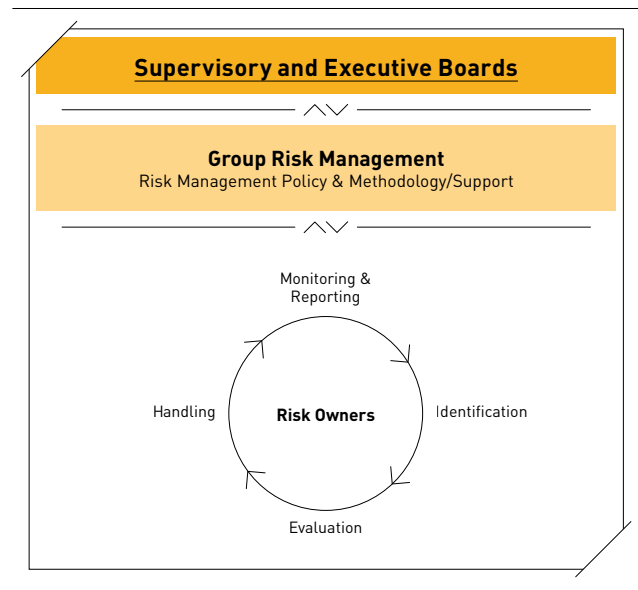 Supervisory and Executive Boards
Group Risk Management
Risk Management Policy & Methodology/Support
Monitoring &
Reporting
Handling
Risk Owners
Identification
Evaluation